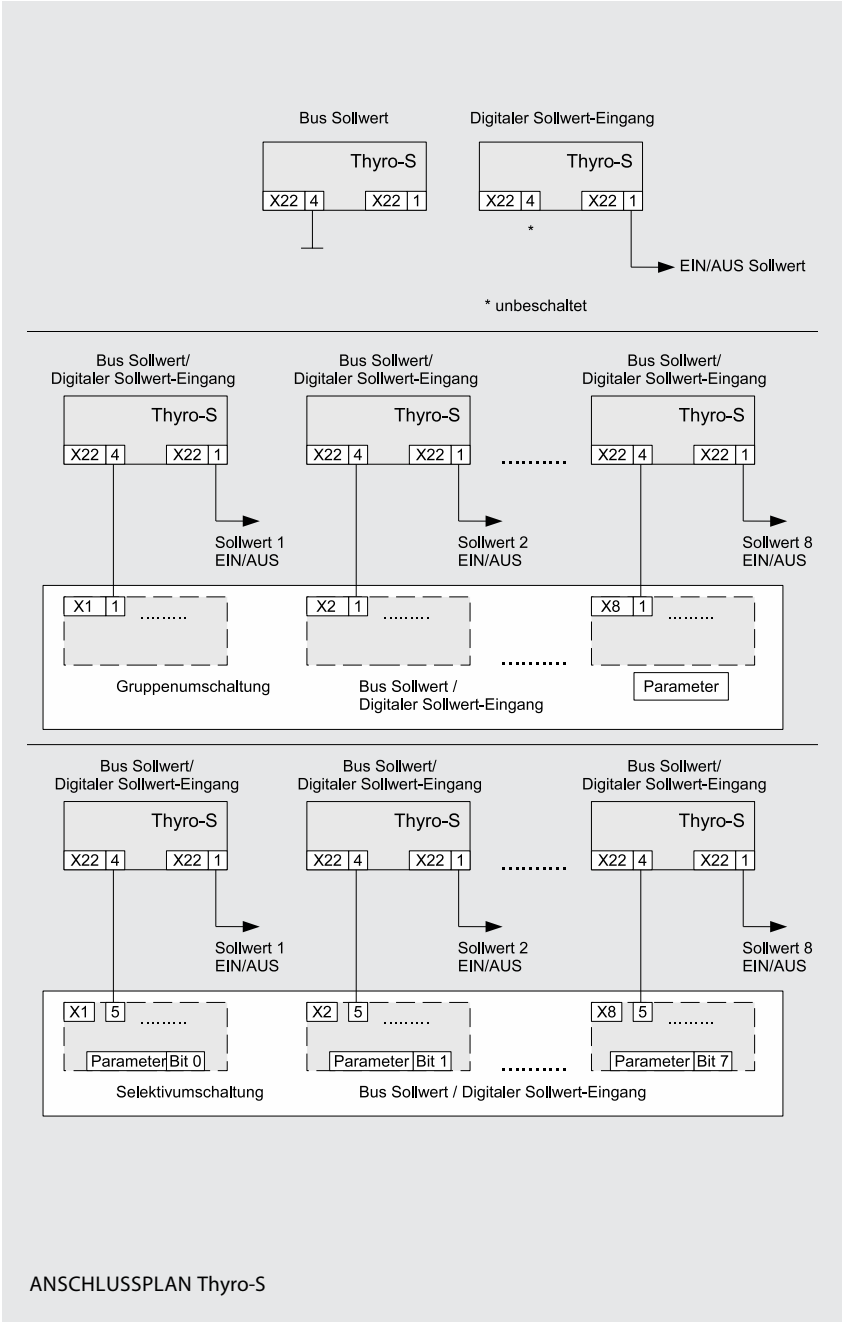 Bus Sollwert Digitaler Sollwert-Eingang
Thyro-S Thyro-S
X22 4 X22 1 X22 4 X22 1
*
EIN/AUS Sollwert
* unbeschaltet
Bus Sollwert/ Bus Sollwert/ Bus Sollwert/
Digitaler Sollwert-Eingang Digitaler Sollwert-Eingang Digitaler Sollwert-Eingang
Thyro-S Thyro-S Thyro-S
X22 4 X22 1 X22 4 X22 1 .......... X22 4 X22 1
Sollwert 1 Sollwert 2 Sollwert 8
EIN/AUS EIN/AUS EIN/AUS
X1 1 ......... X2 1 ......... X8 1 .........
..........
Gruppenumschaltung Bus Sollwert / Parameter
Digitaler Sollwert-Eingang
Bus Sollwert/ Bus Sollwert/ Bus Sollwert/
Digitaler Sollwert-Eingang Digitaler Sollwert-Eingang Digitaler Sollwert-Eingang
Thyro-S Thyro-S Thyro-S
X22 4 X22 1 X22 4 X22 1 .......... X22 4 X22 1
Sollwert 1 Sollwert 2 Sollwert 8
EIN/AUS EIN/AUS EIN/AUS
X1 5 ......... X2 5 ......... X8 5 .........
Parameter Bit 0 Parameter Bit 1 .......... Parameter Bit 7
Selektivumschaltung Bus Sollwert / Digitaler Sollwert-Eingang
ANSCHLUSSPLAN Thyro-S